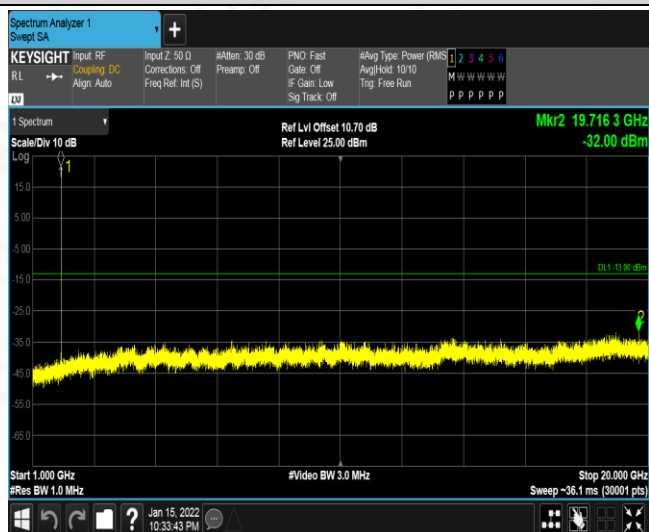 Spectrum Analyzer 1
Swept SA
+
KEYSIGHT
RL
LXI
Input: RF
Coupling: DC
Align: Auto
Input Z: 50 Ω
Corrections: Off
Freq Ref: Int (S)
#Atten: 30 dB
Preamp: Off
PNO: Fast
Gate: Off
IF Gain: Low
Sig Track: Off
#Avg Type: Power (RMS
Avg|Hold: 10/10
Trig: Free Run
1 2 3 4 5 6
M W W W W W
P P P P P P
1 Spectrum
Scale/Div 10 dB
Ref Lvl Offset 10.70 dB
Ref Level 25.00 dBm
Mkr2 19.716 3 GHz
-32.00 dBm
Log
1
15.0
5.00
-5.00
DL1 -13.00 dBm
-15.0
-25.0
2
-35.0
-45.0
-55.0
-65.0
Start 1.000 GHz
#Res BW 1.0 MHz
#Video BW 3.0 MHz
Stop 20.000 GHz
Sweep ~36.1 ms (30001 pts)
?
Jan 15, 2022
10:33:43 PM